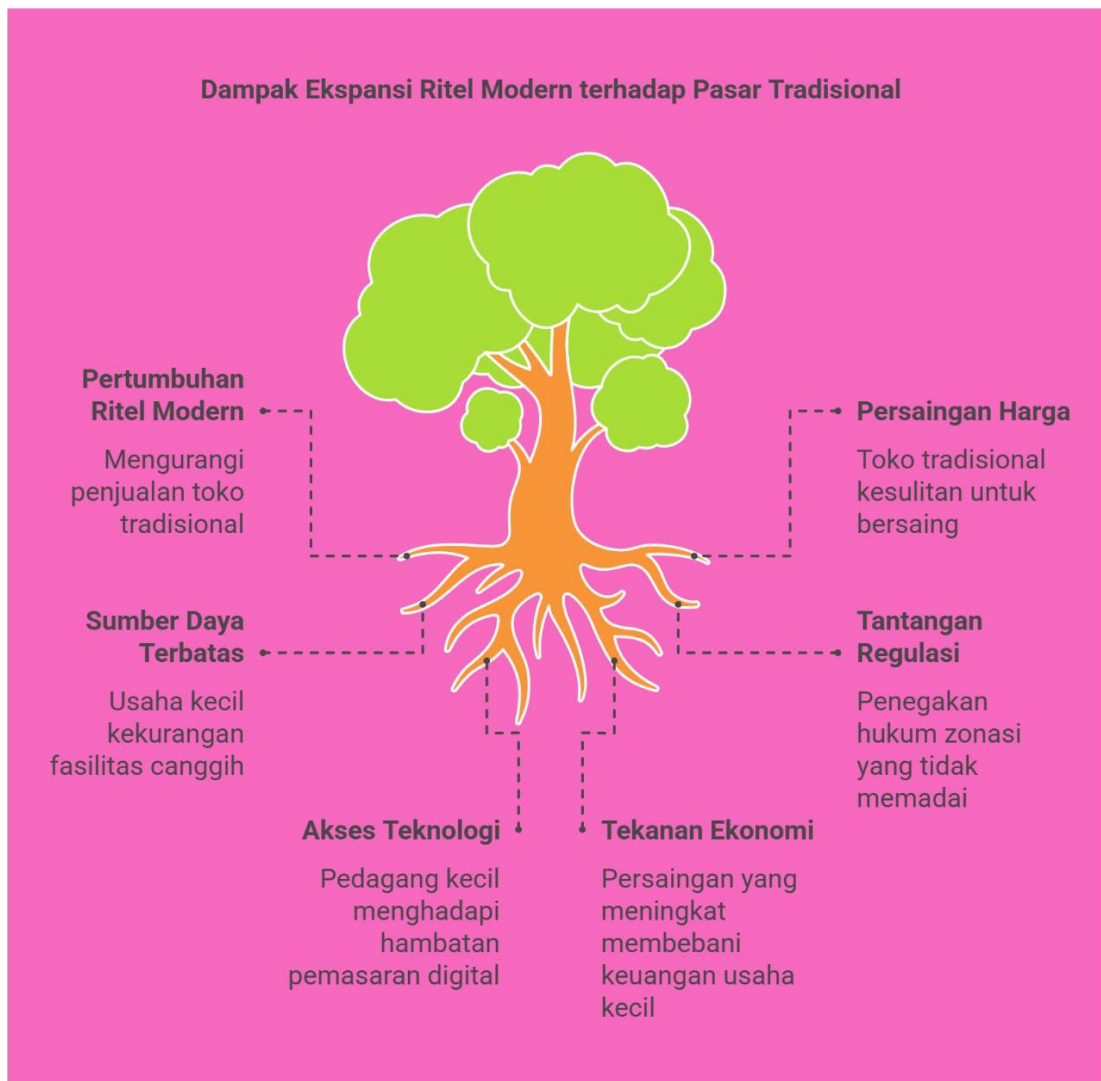 Dampak Ekspansi Ritel Modern terhadap Pasar Tradisional
Pertumbuhan
Ritel Modern
Mengurangi
penjualan toko
tradisional
Persaingan Harga
Toko tradisional
kesulitan untuk
bersaing
Sumber Daya
Terbatas
Usaha kecil
kekurangan
fasilitas canggih
Tantangan
Regulasi
Penegakan
hukum zonasi
yang tidak
memadai
Akses Teknologi
Pedagang kecil
menghadapi
hambatan
pemasaran digital
Tekanan Ekonomi
Persaingan yang
meningkat
membebani
keuangan usaha
kecil